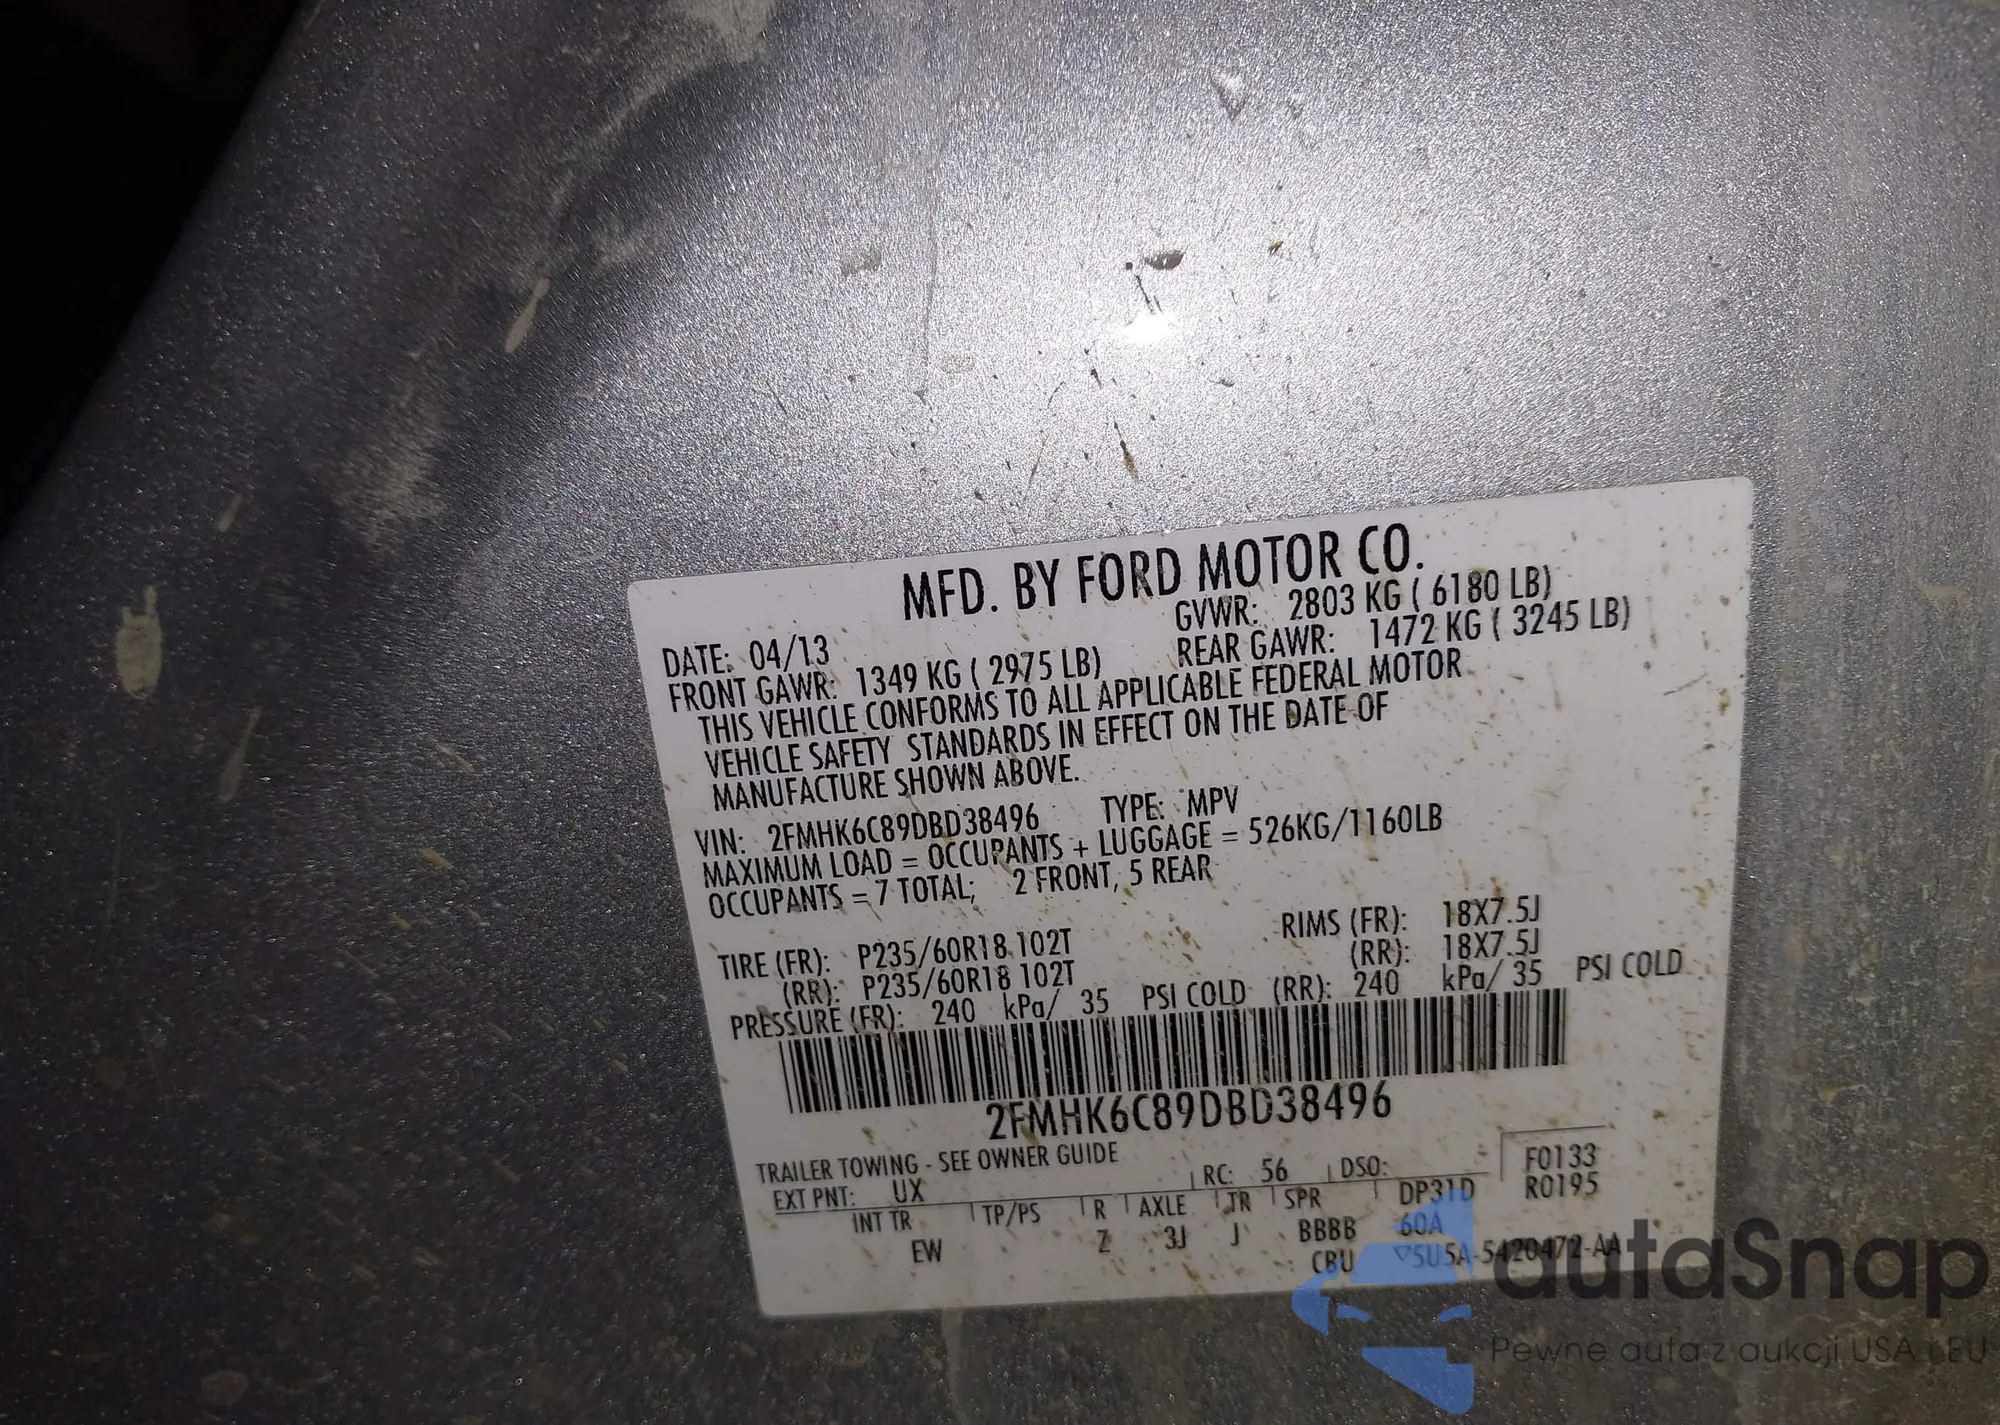 MFD. BY FORD MOTOR CO.
DATE: 04/13 GVWR: 2803 KG ( 6180 LB)
FRONT GAWR: 1349 KG ( 2975 LB) REAR GAWR: 1472 KG ( 3245 LB)
THIS VEHICLE CONFORMS TO ALL APPLICABLE FEDERAL MOTOR
VEHICLE SAFETY STANDARDS IN EFFECT ON THE DATE OF
MANUFACTURE SHOWN ABOVE.
VIN: 2FMHK6C89DBD38496 TYPE: MPV
MAXIMUM LOAD = OCCUPANTS + LUGGAGE = 526KG/1160LB
OCCUPANTS = 7 TOTAL; 2 FRONT, 5 REAR
TIRE (FR): P235/60R18 102T RIMS (FR): 18X7.5J
(RR): P235/60R18 102T (RR): 18X7.5J
PRESSURE (FR): 240 kPa/ 35 PSI COLD (RR): 240 kPa/ 35 PSI COLD
2FMHK6C89DBD38496
TRAILER TOWING - SEE OWNER GUIDE
EXT PNT: UX RC: 56 DSO: F0133
INT TR TP/PS R AXLE TR SPR DP31D R0195
EW Z 3J J BBBB 60A
CBU ▽5U5A-5420472-AA
autaSnap
Pewne auta z aukcji USA i EU